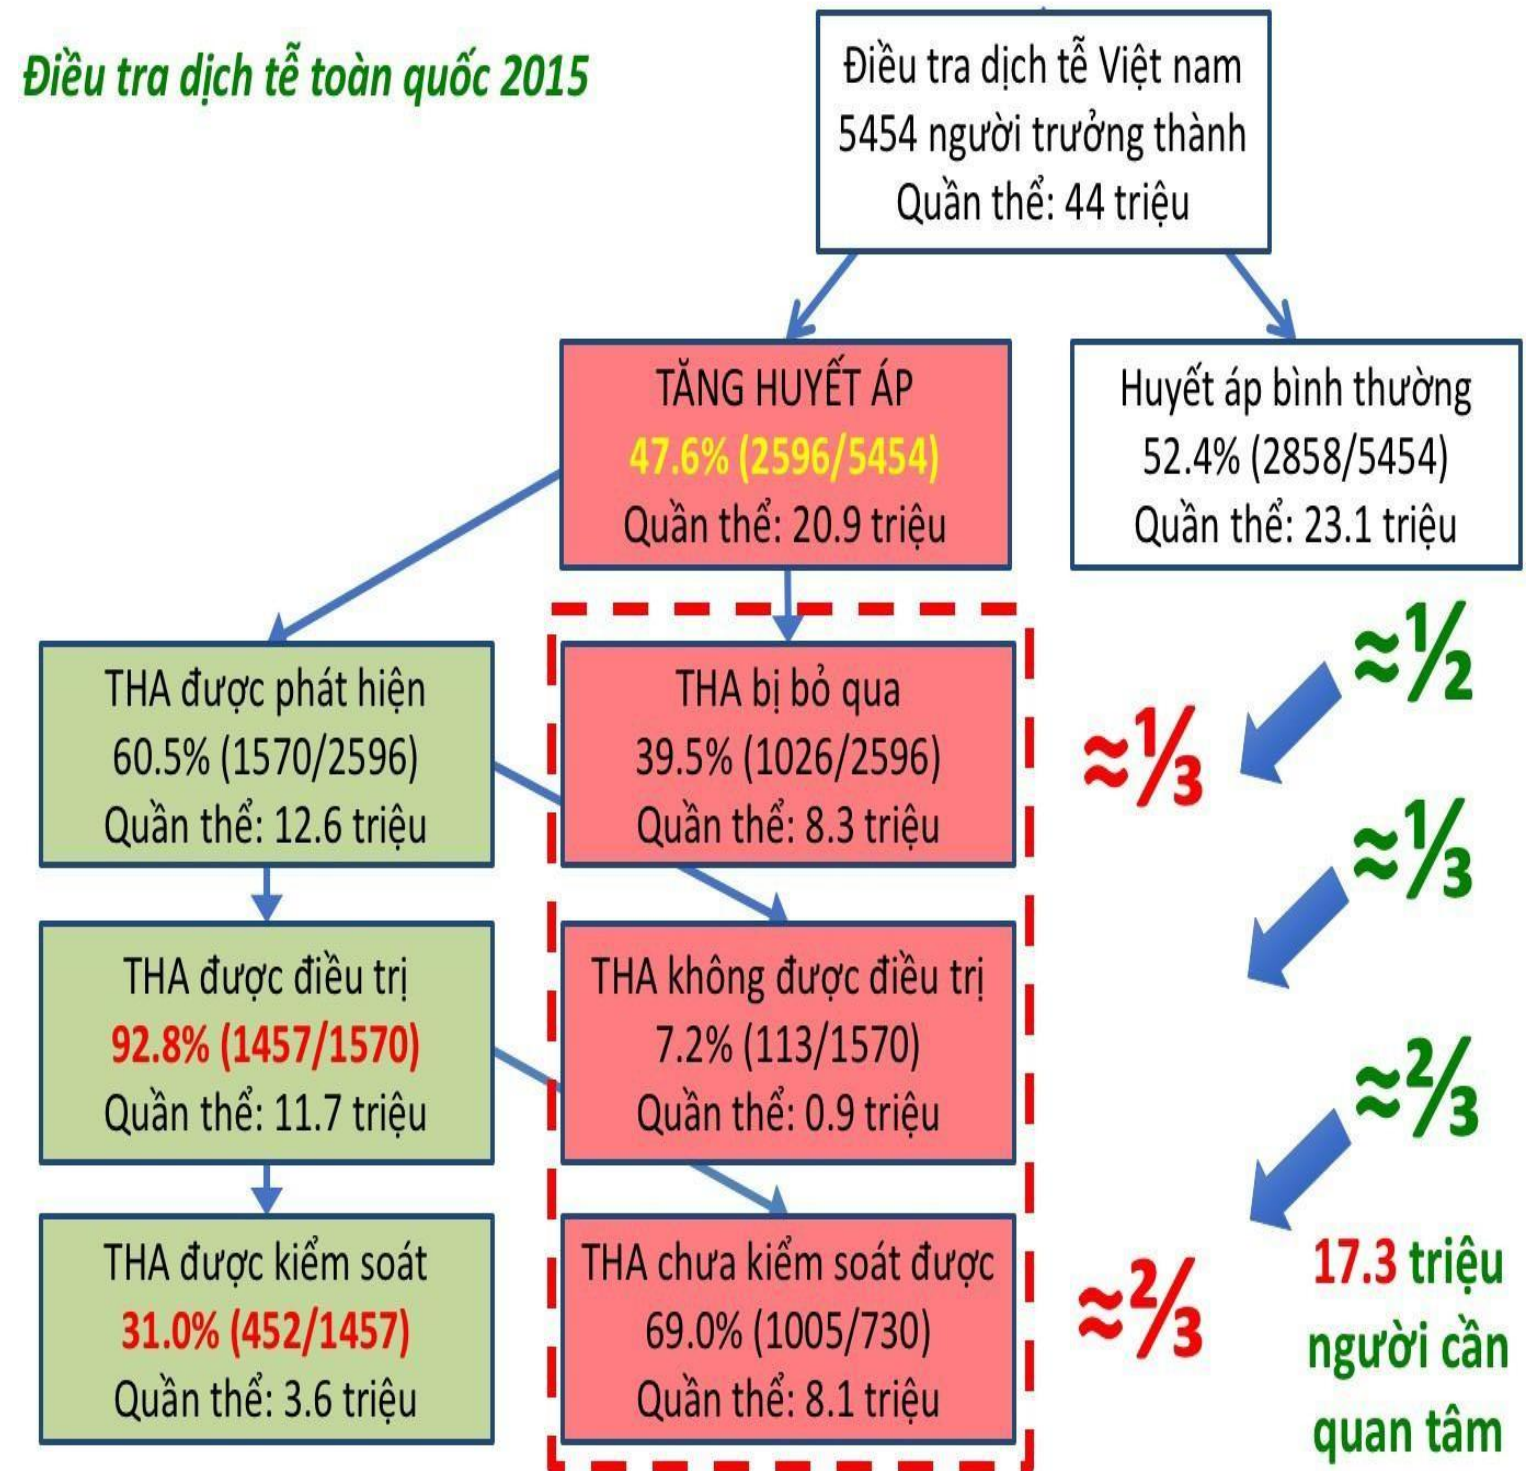 Điều tra dịch tễ toàn quốc 2015
Điều tra dịch tễ Việt nam
5454 người trưởng thành
Quần thể: 44 triệu
TĂNG HUYẾT ÁP
47.6% (2596/5454)
Quần thể: 20.9 triệu
Huyết áp bình thường
52.4% (2858/5454)
Quần thể: 23.1 triệu
THA được phát hiện
60.5% (1570/2596)
Quần thể: 12.6 triệu
THA bị bỏ qua
39.5% (1026/2596)
Quần thể: 8.3 triệu
≈½
≈⅓
≈⅓
THA được điều trị
92.8% (1457/1570)
Quần thể: 11.7 triệu
THA không được điều trị
7.2% (113/1570)
Quần thể: 0.9 triệu
≈⅔
THA được kiểm soát
31.0% (452/1457)
Quần thể: 3.6 triệu
THA chưa kiểm soát được
69.0% (1005/730)
Quần thể: 8.1 triệu
≈⅔
17.3 triệu
người cần
quan tâm